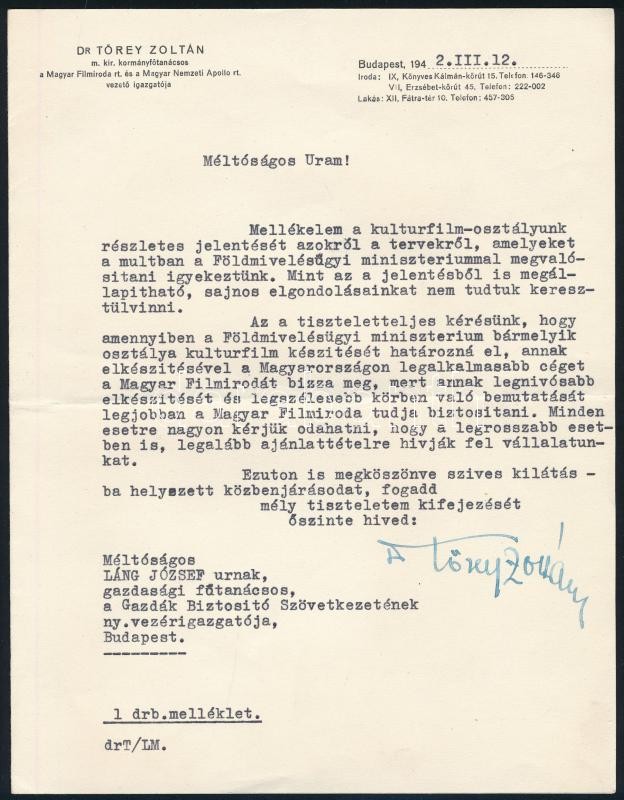 DR TÖREY ZOLTÁN
m. kir. kormányfőtanácsos
a Magyar Filmiroda rt. és a Magyar Nemzeti Apollo rt.
vezető igazgatója
Budapest, 194 2.III.12.
Iroda: IX, Könyves Kálmán-körút 15. Telefon 146-346
VII, Erzsébet-körút 45. Telefon: 222-002
Lakás: XII, Fátra-tér 10. Telefon: 457-305
Méltóságos Uram!
Mellékelem a kulturfilm-osztályunk
részletes jelentését azokról a tervekről, amelyeket
a multban a Földmivelésügyi miniszteriummal megvaló-
sitani igyekeztünk. Mint az a jelentésből is megál-
lapitható, sajnos elgondolásainkat nem tudtuk keresz-
tülvinni.
Az a tiszteletteljes kérésünk, hogy
amennyiben a Földmivelésügyi miniszterium bármelyik
osztálya kulturfilm készitését határozná el, annak
elkészitésével a Magyarországon legalkalmasabb céget
a Magyar Filmirodát bizza meg, mert annak legnivósabb
elkészitését és legszélesebb körben való bemutatását
legjobban a Magyar Filmiroda tudja biztositani. Minden
esetre nagyon kérjük odahatni, hogy a legrosszabb eset-
ben is, legalább ajánlattételre hivják fel vállalatun-
kat.
Ezuton is megköszönve szives kilátás -
ba helyezett közbenjárásodat, fogadd
mély tiszteletem kifejezését
őszinte hived:
Dr Törey Zoltán
Méltóságos
LÁNG JÓZSEF urnak,
gazdasági főtanácsos,
a Gazdák Biztositó Szövetkezetének
ny.vezérigazgatója,
Budapest.
1 drb.melléklet.
drT/LM.